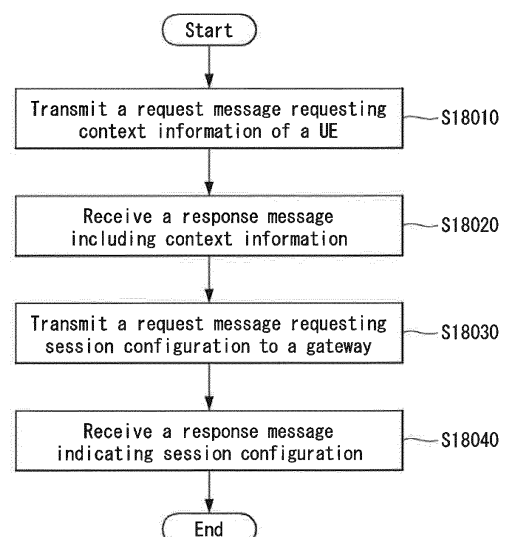 Start
Transmit a request message requesting
context information of a UE
S18010
Receive a response message
including context information
S18020
Transmit a request message requesting
session configuration to a gateway
S18030
Receive a response message
indicating session configuration
S18040
End